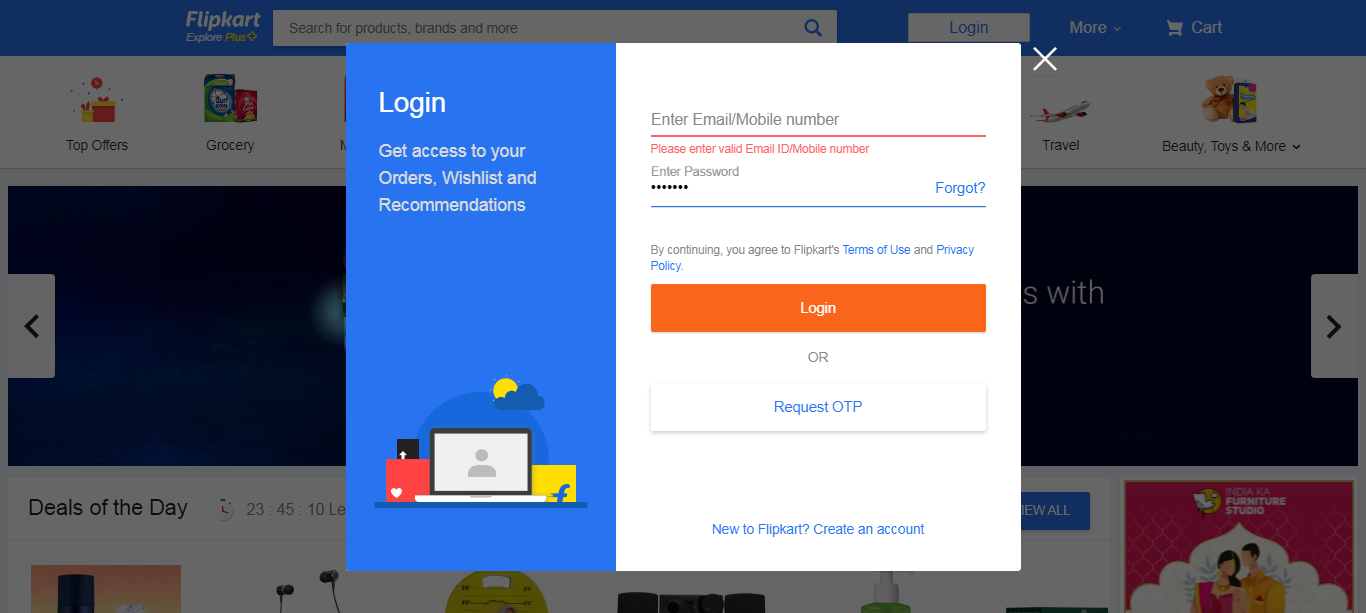 Flipkart
Explore Plus
Search for products, brands and more
Login
More
Cart
Top Offers
Grocery
Travel
Beauty, Toys & More
Login
Get access to your
Orders, Wishlist and
Recommendations
Enter Email/Mobile number
Please enter valid Email ID/Mobile number
Enter Password
•••••••
Forgot?
By continuing, you agree to Flipkart's Terms of Use and Privacy
Policy.
Login
OR
Request OTP
New to Flipkart? Create an account
s with
Deals of the Day
23 : 45 : 10 Le
IEW ALL
INDIA KA
FURNITURE
STUDIO